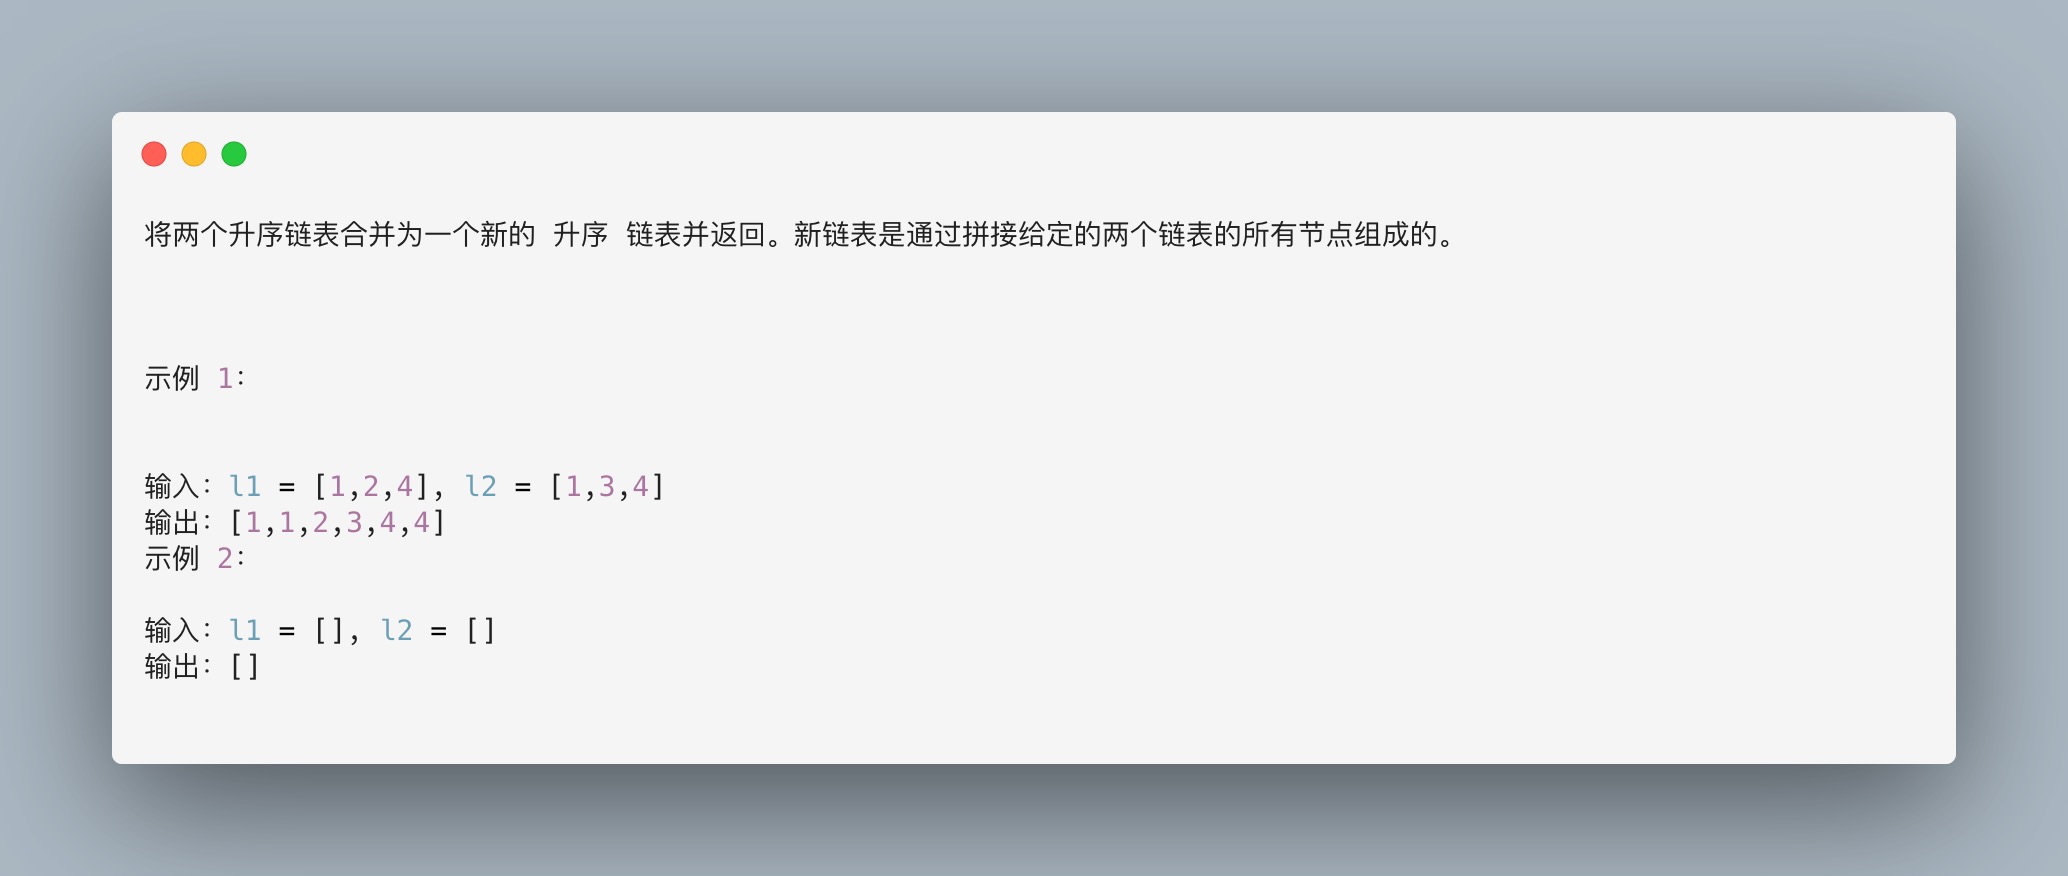 将两个升序链表合并为一个新的 升序 链表并返回。新链表是通过拼接给定的两个链表的所有节点组成的。
示例 1：
输入：l1 = [1,2,4], l2 = [1,3,4]
输出：[1,1,2,3,4,4]
示例 2：
输入：l1 = [], l2 = []
输出：[]